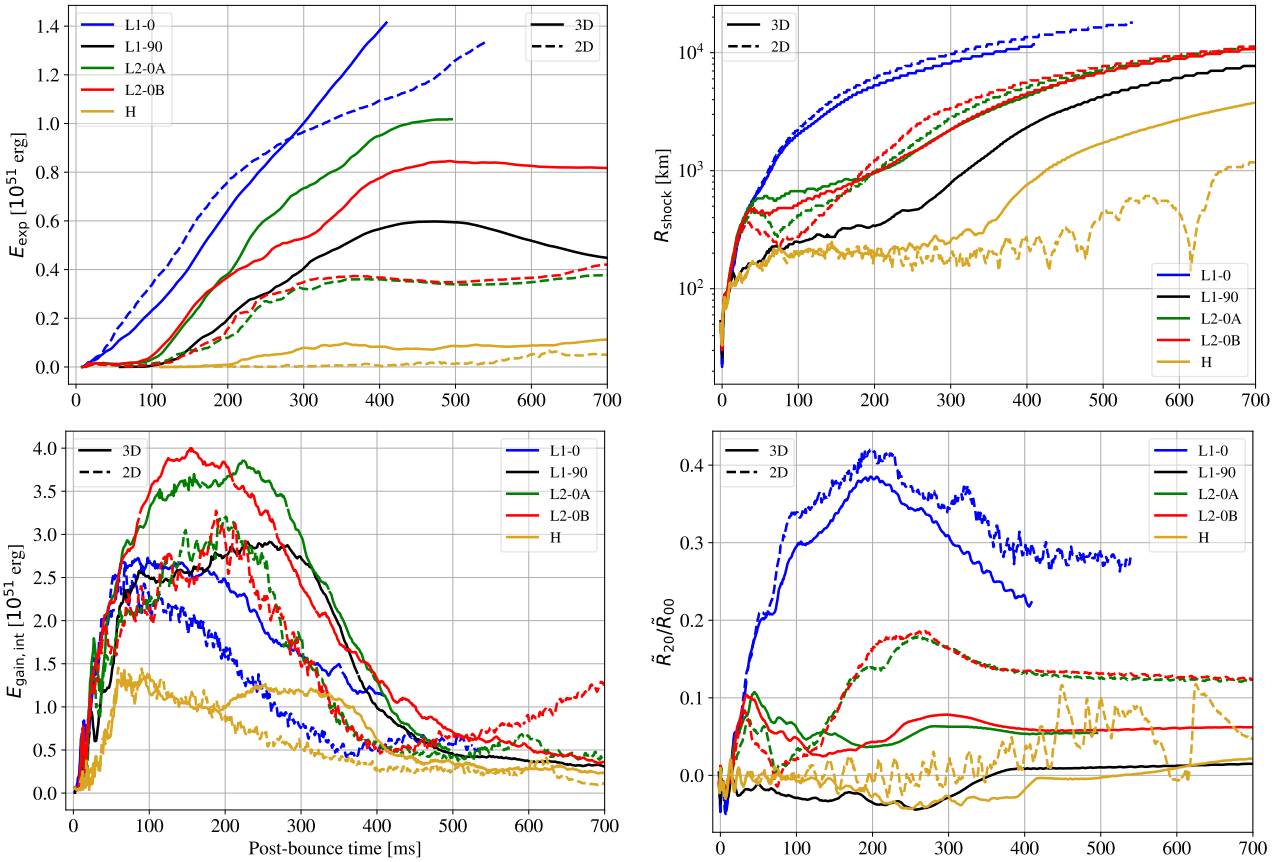 1.4
1.2
1.0
0.8
0.6
0.4
0.2
0.0
E_exp [10^51 erg]
L1-0
L1-90
L2-0A
L2-0B
H
3D
2D
0 100 200 300 400 500 600 700
10^4
10^3
10^2
R_shock [km]
3D
2D
L1-0
L1-90
L2-0A
L2-0B
H
0 100 200 300 400 500 600 700
4.0
3.5
3.0
2.5
2.0
1.5
1.0
0.5
0.0
E_gain, int [10^51 erg]
3D
2D
L1-0
L1-90
L2-0A
L2-0B
H
0 100 200 300 400 500 600 700
Post-bounce time [ms]
0.4
0.3
0.2
0.1
0.0
R̃_20/R̃_00
3D
2D
L1-0
L1-90
L2-0A
L2-0B
H
0 100 200 300 400 500 600 700